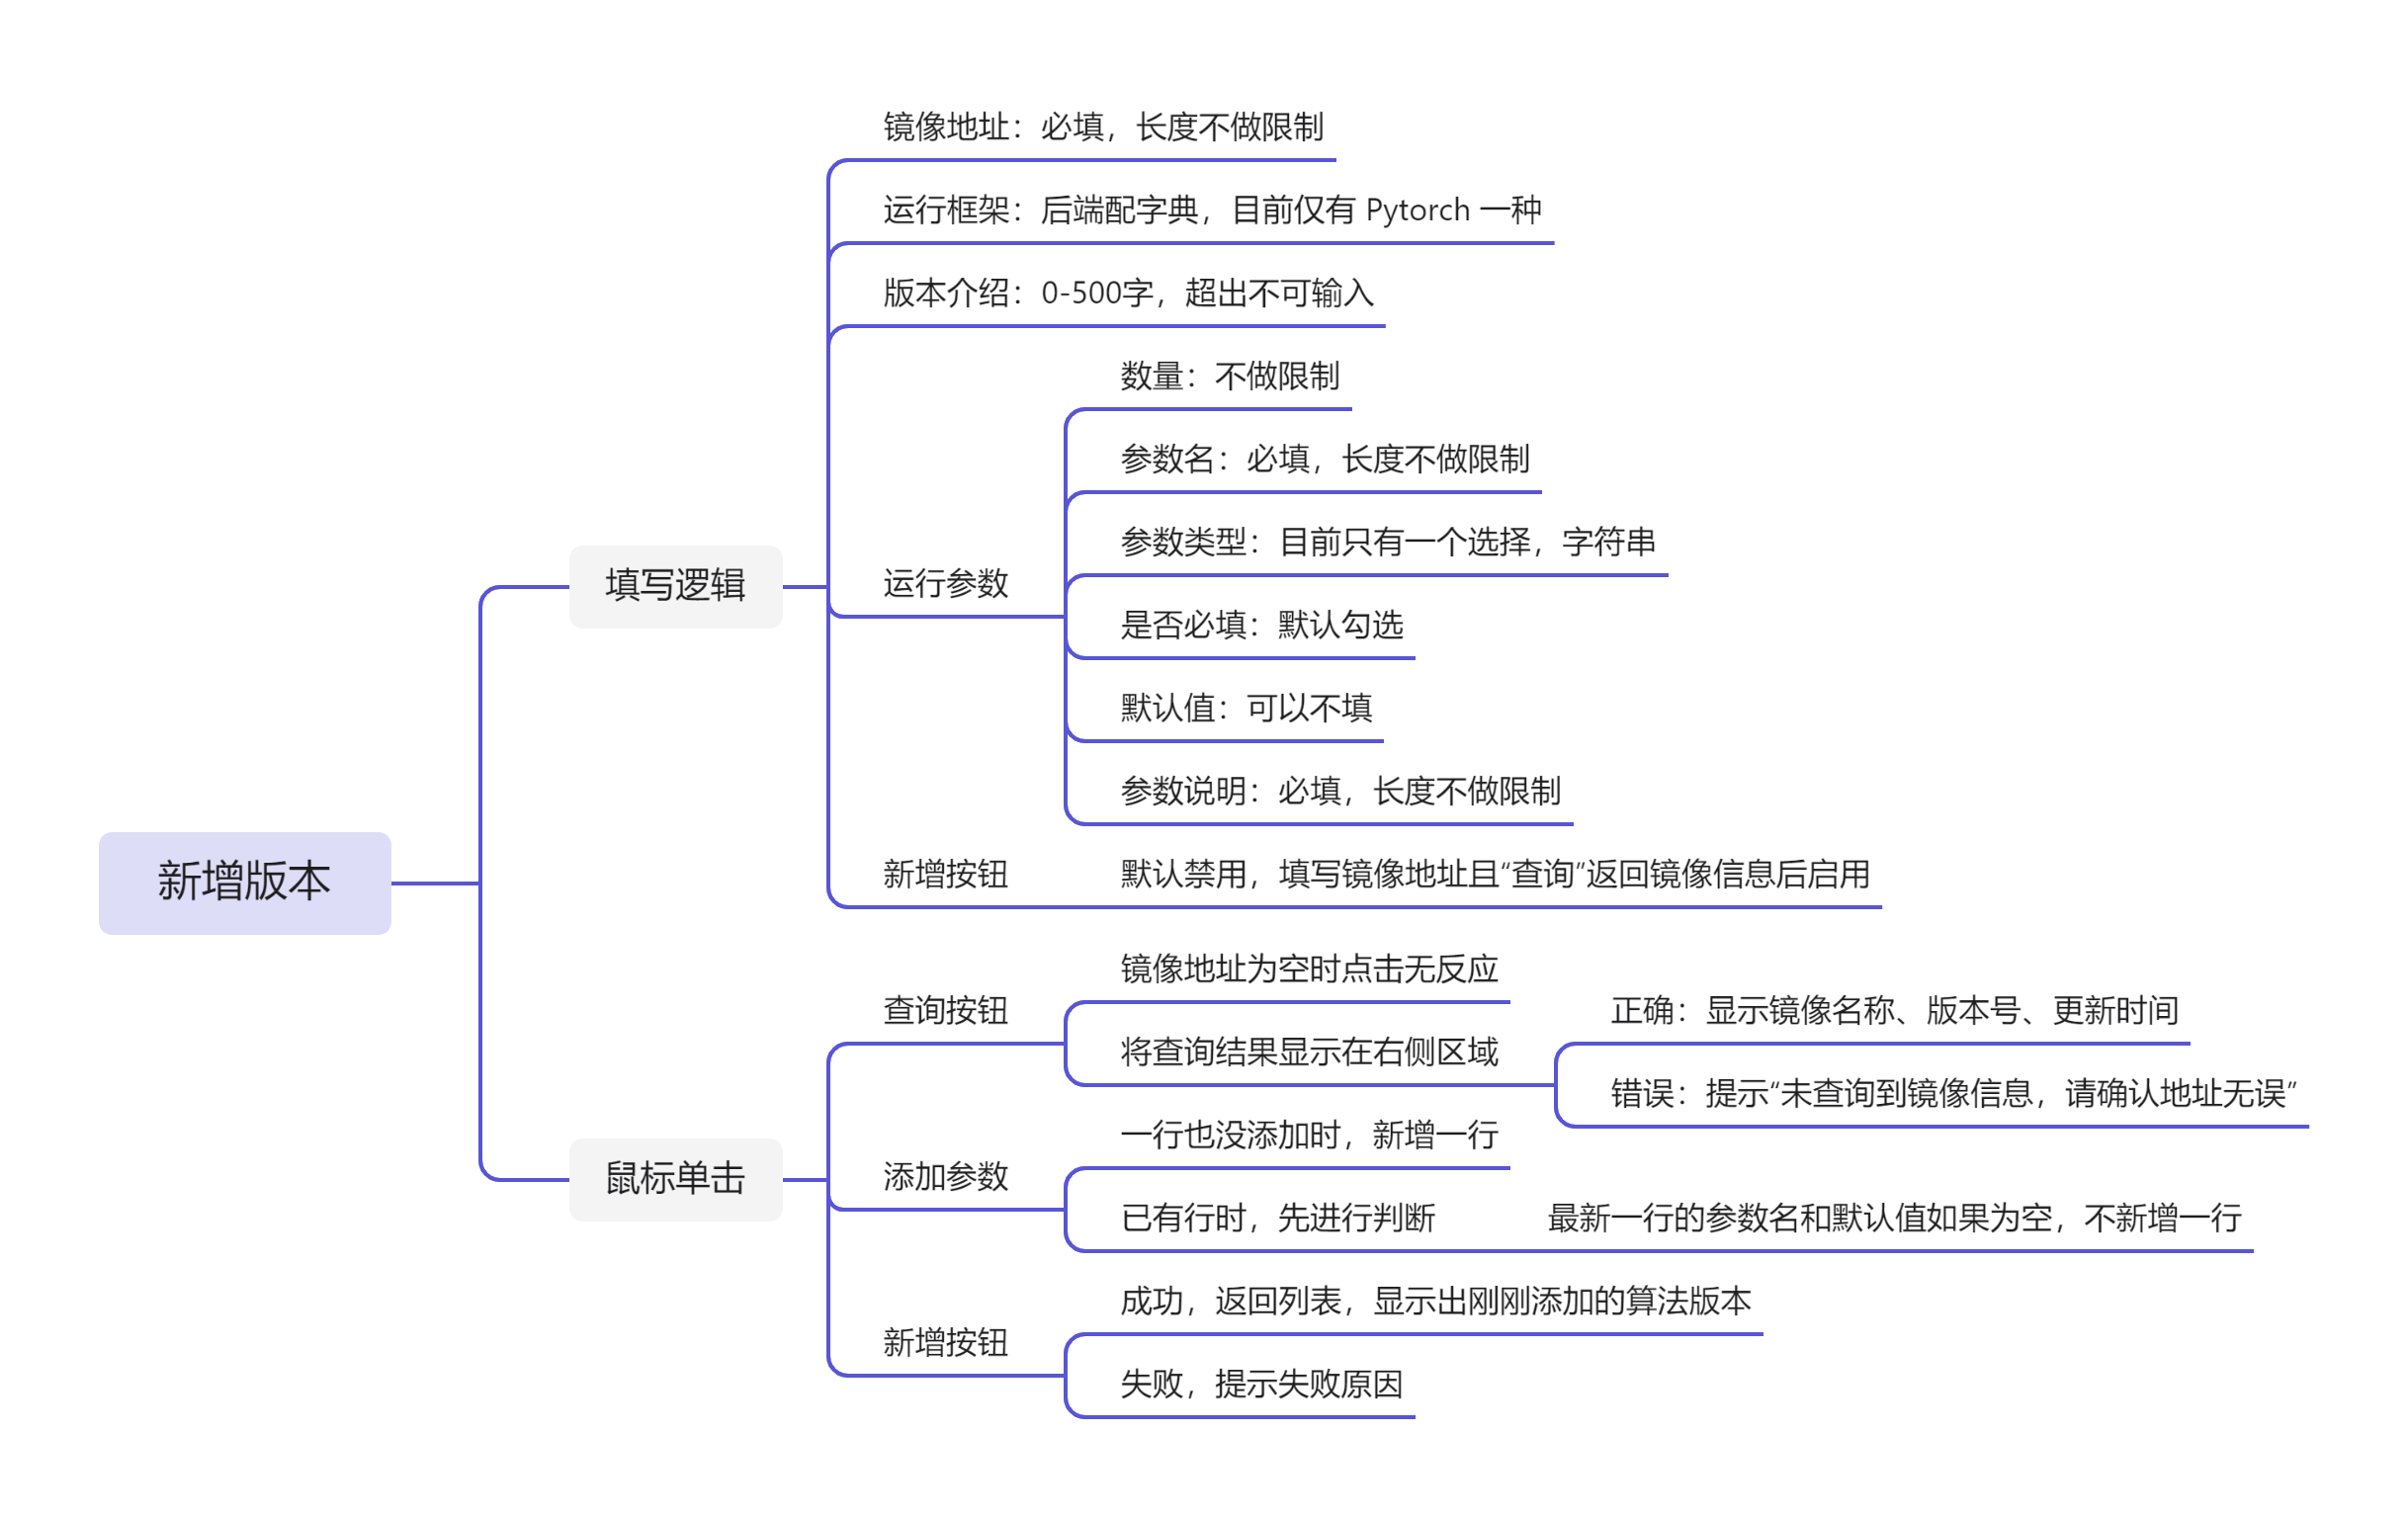 新增版本
填写逻辑
镜像地址：必填，长度不做限制
运行框架：后端配字典，目前仅有 Pytorch 一种
版本介绍：0-500字，超出不可输入
运行参数
数量：不做限制
参数名：必填，长度不做限制
参数类型：目前只有一个选择，字符串
是否必填：默认勾选
默认值：可以不填
参数说明：必填，长度不做限制
新增按钮
默认禁用，填写镜像地址且“查询”返回镜像信息后启用
鼠标单击
查询按钮
镜像地址为空时点击无反应
将查询结果显示在右侧区域
正确：显示镜像名称、版本号、更新时间
错误：提示“未查询到镜像信息，请确认地址无误”
添加参数
一行也没添加时，新增一行
已有行时，先进行判断
最新一行的参数名和默认值如果为空，不新增一行
新增按钮
成功，返回列表，显示出刚刚添加的算法版本
失败，提示失败原因